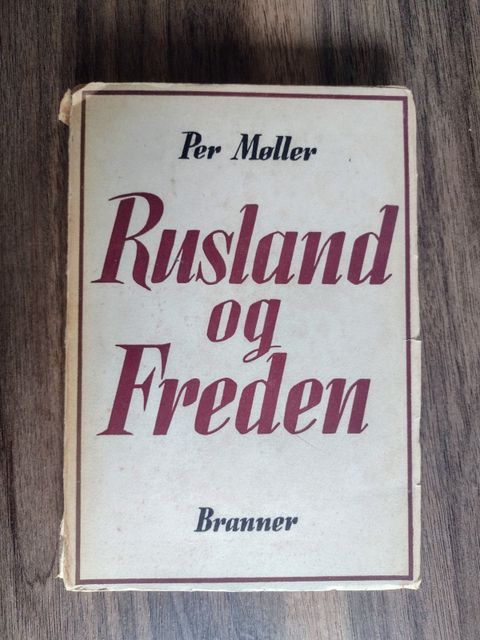 Per Møller
Rusland
og
Freden
Branner